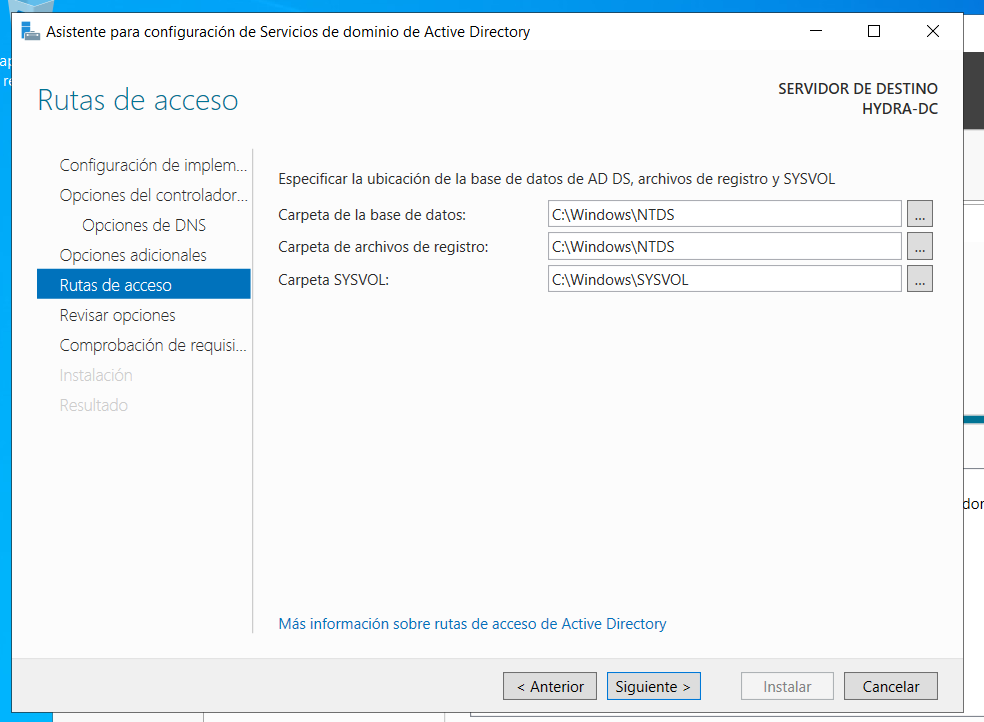 Asistente para configuración de Servicios de dominio de Active Directory
Rutas de acceso
SERVIDOR DE DESTINO
HYDRA-DC
Configuración de implem...
Opciones del controlador...
Opciones de DNS
Opciones adicionales
Rutas de acceso
Revisar opciones
Comprobación de requisi...
Instalación
Resultado
Especificar la ubicación de la base de datos de AD DS, archivos de registro y SYSVOL
Carpeta de la base de datos: C:\Windows\NTDS ...
Carpeta de archivos de registro: C:\Windows\NTDS ...
Carpeta SYSVOL: C:\Windows\SYSVOL ...
Más información sobre rutas de acceso de Active Directory
< Anterior Siguiente > Instalar Cancelar